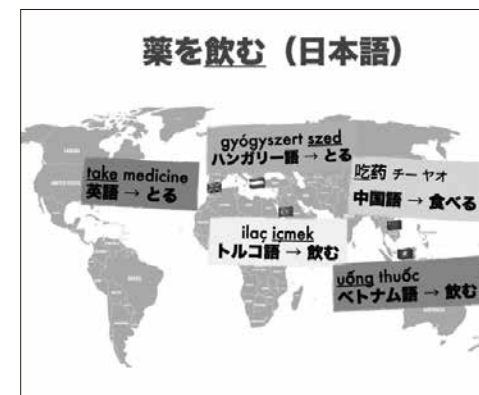 薬を飲む（日本語）
gyógyszert szed
ハンガリー語 → とる
take medicine
英語 → とる
吃药 チー ヤオ
中国語 → 食べる
ilaç içmek
トルコ語 → 飲む
uống thuốc
ベトナム語 → 飲む